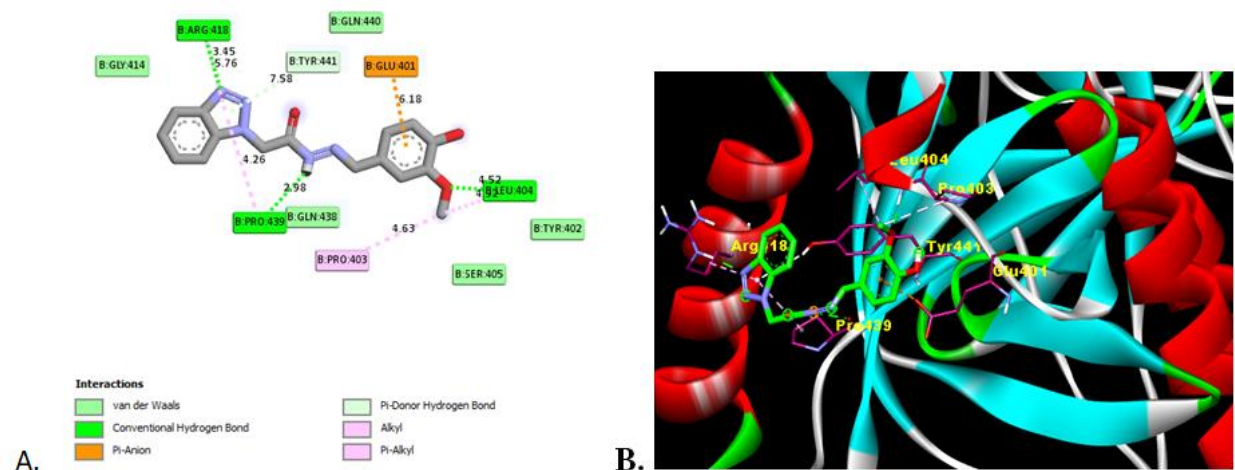 B:GLN:440
B:ARG:418
3.45
5.76
B:GLY:414
B:TYR:441
7.58
B:GLU:401
6.18
4.26
2.98
4.52
4.52
B:LEU:404
B:PRO:439
B:GLN:438
B:TYR:402
4.63
B:PRO:403
B:SER:405
Interactions
van der Waals
Conventional Hydrogen Bond
Pi-Anion
Pi-Donor Hydrogen Bond
Alkyl
Pi-Alkyl
A.
Leu404
Pro403
Tyr441
Glu401
Pro439
B.